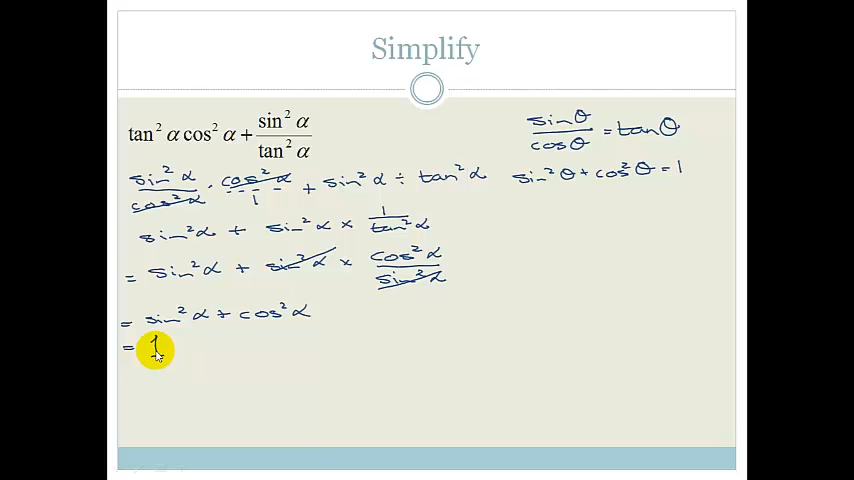 Simplify
tan² α cos² α + sin² α / tan² α
sinθ / cosθ = tanθ
sin²α / cos²α · cos²α / 1 + sin²α ÷ tan²α
sin²θ + cos²θ = 1
sin²α + sin²α × 1 / tan²α
= sin²α + sin²α × cos²α / sin²α
= sin²α + cos²α
= 1